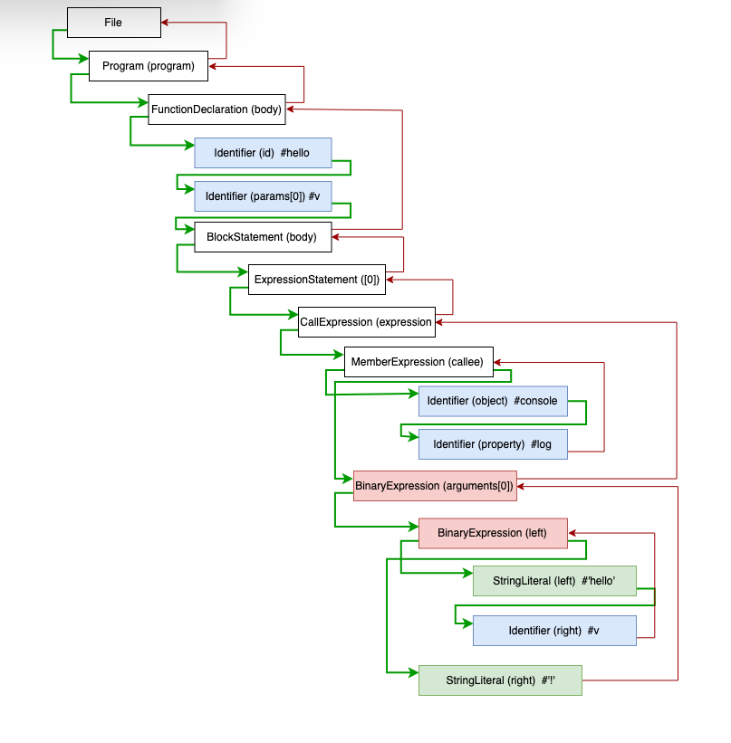 File
Program (program)
FunctionDeclaration (body)
Identifier (id) #hello
Identifier (params[0]) #v
BlockStatement (body)
ExpressionStatement ([0])
CallExpression (expression
MemberExpression (callee)
Identifier (object) #console
Identifier (property) #log
BinaryExpression (arguments[0])
BinaryExpression (left)
StringLiteral (left) #'hello'
Identifier (right) #v
StringLiteral (right) #'!'